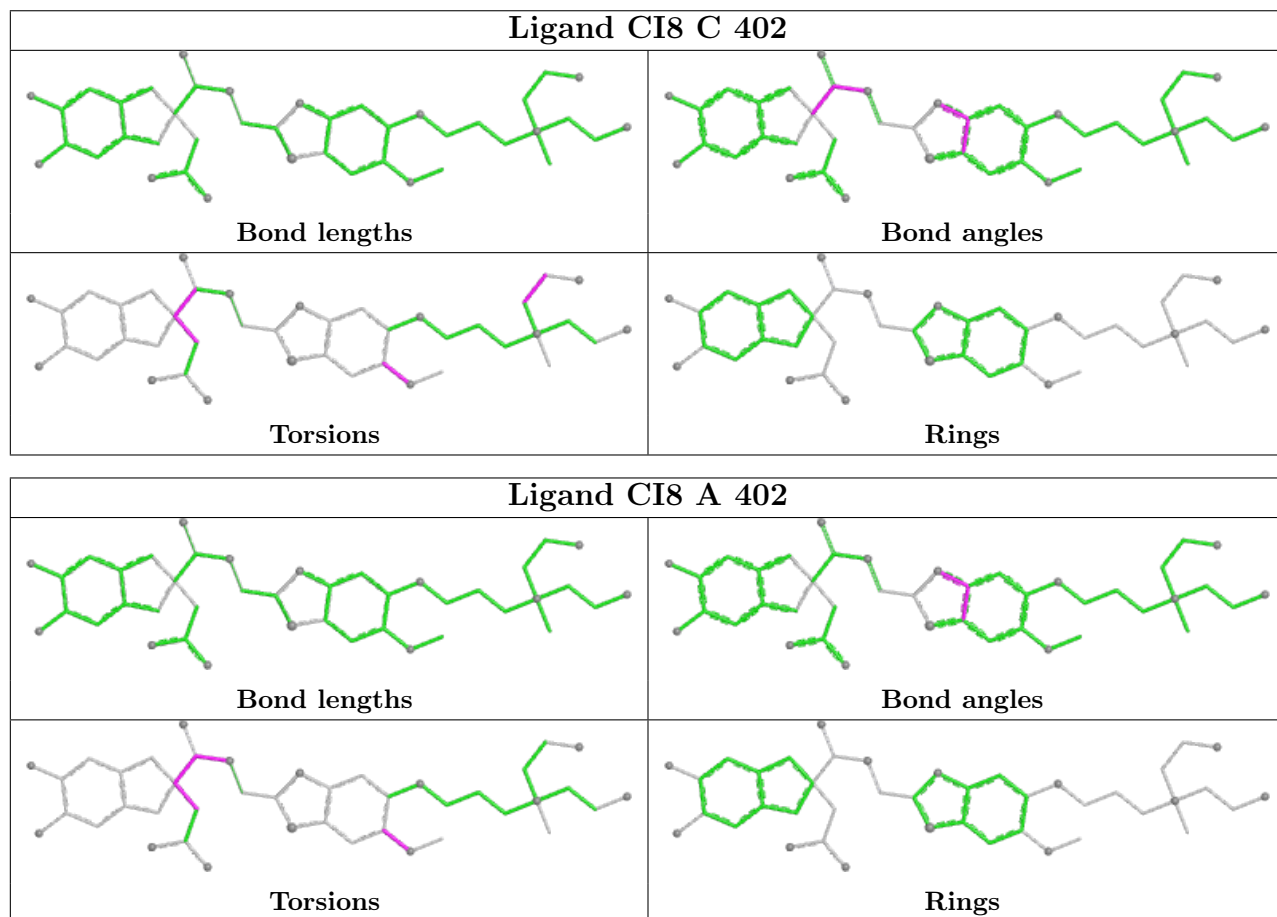 Ligand CI8 C 402
Bond lengths
Bond angles
Torsions
Rings
Ligand CI8 A 402
Bond lengths
Bond angles
Torsions
Rings